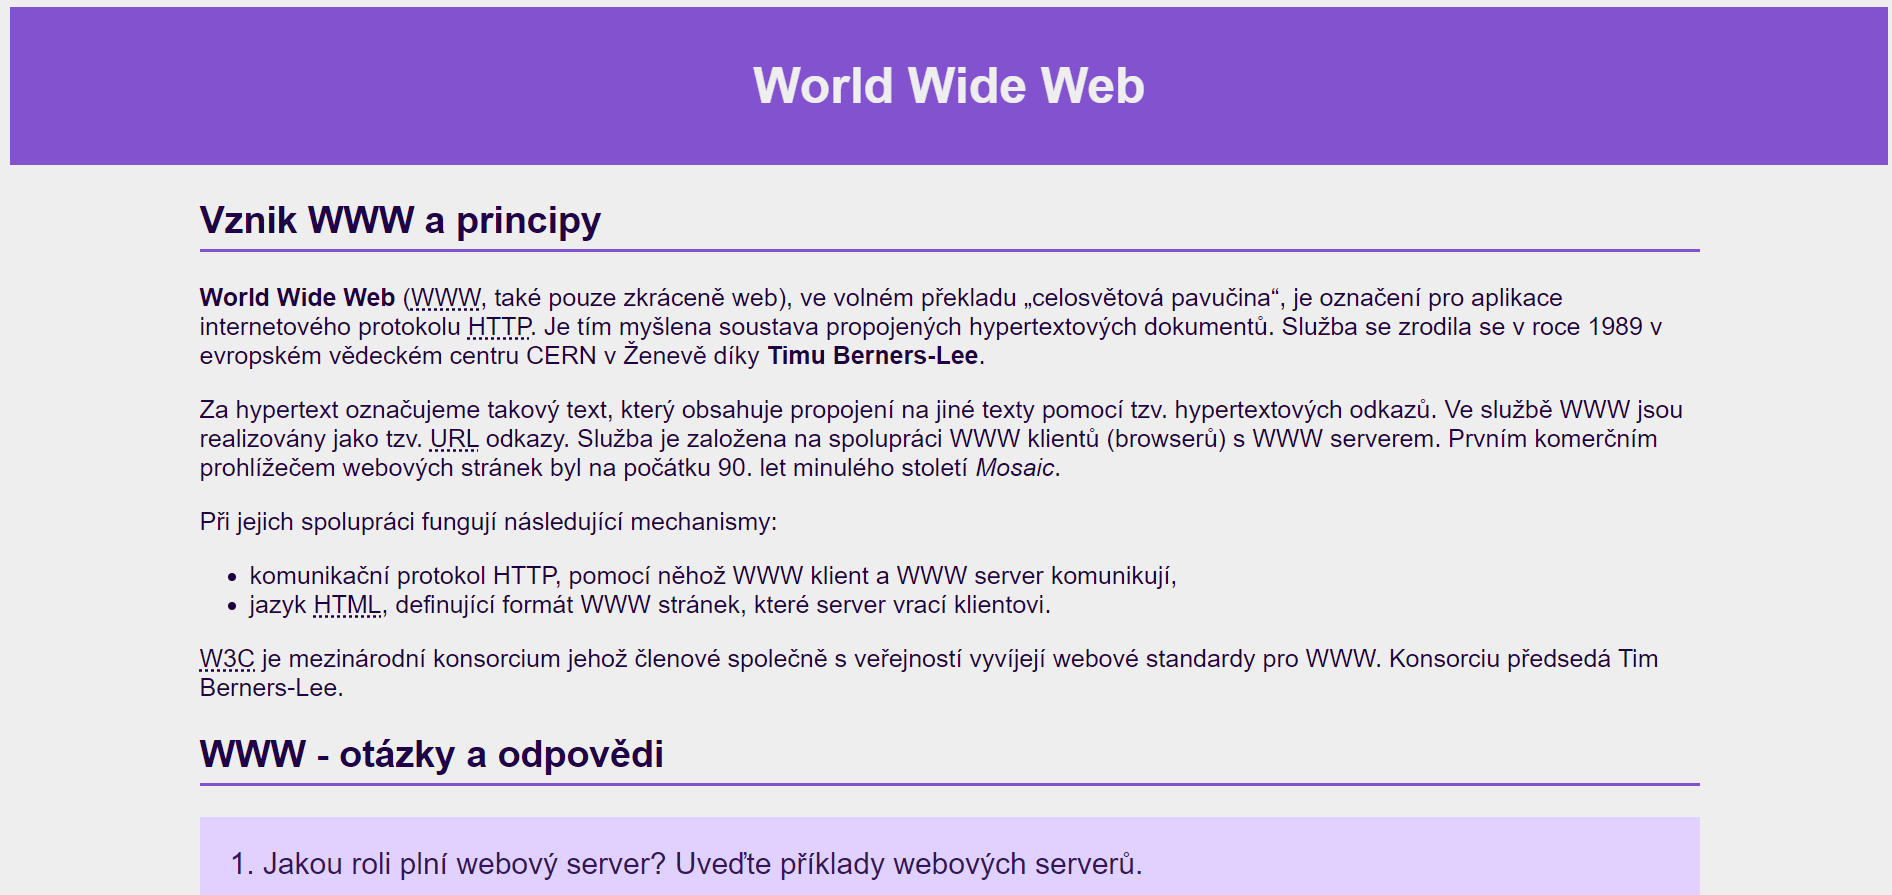 World Wide Web
Vznik WWW a principy
World Wide Web (WWW, také pouze zkráceně web), ve volném překladu „celosvětová pavučina“, je označení pro aplikace
internetového protokolu HTTP. Je tím myšlena soustava propojených hypertextových dokumentů. Služba se zrodila se v roce 1989 v
evropském vědeckém centru CERN v Ženevě díky Timu Berners-Lee.
Za hypertext označujeme takový text, který obsahuje propojení na jiné texty pomocí tzv. hypertextových odkazů. Ve službě WWW jsou
realizovány jako tzv. URL odkazy. Služba je založena na spolupráci WWW klientů (browserů) s WWW serverem. Prvním komerčním
prohlížečem webových stránek byl na počátku 90. let minulého století Mosaic.
Při jejich spolupráci fungují následující mechanismy:
• komunikační protokol HTTP, pomocí něhož WWW klient a WWW server komunikují,
• jazyk HTML, definující formát WWW stránek, které server vrací klientovi.
W3C je mezinárodní konsorcium jehož členové společně s veřejností vyvíjejí webové standardy pro WWW. Konsorciu předsedá Tim
Berners-Lee.
WWW - otázky a odpovědi
1. Jakou roli plní webový server? Uveďte příklady webových serverů.